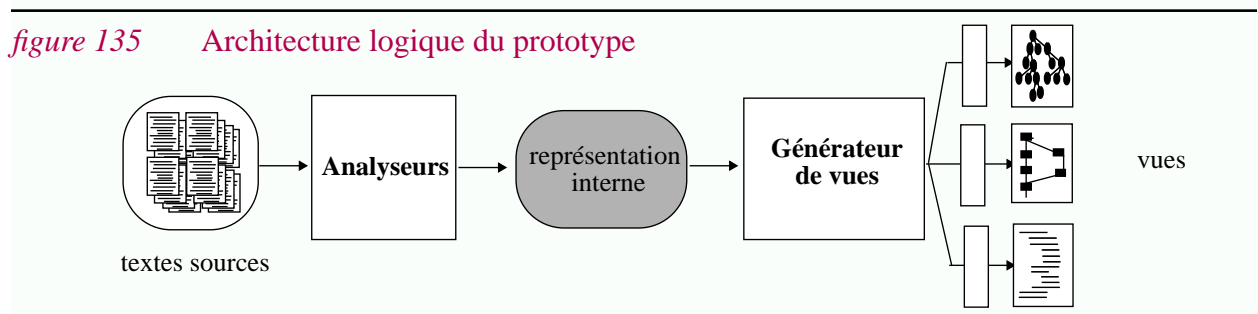 figure 135 Architecture logique du prototype
Analyseurs
représentation
interne
Générateur
de vues
vues
textes sources